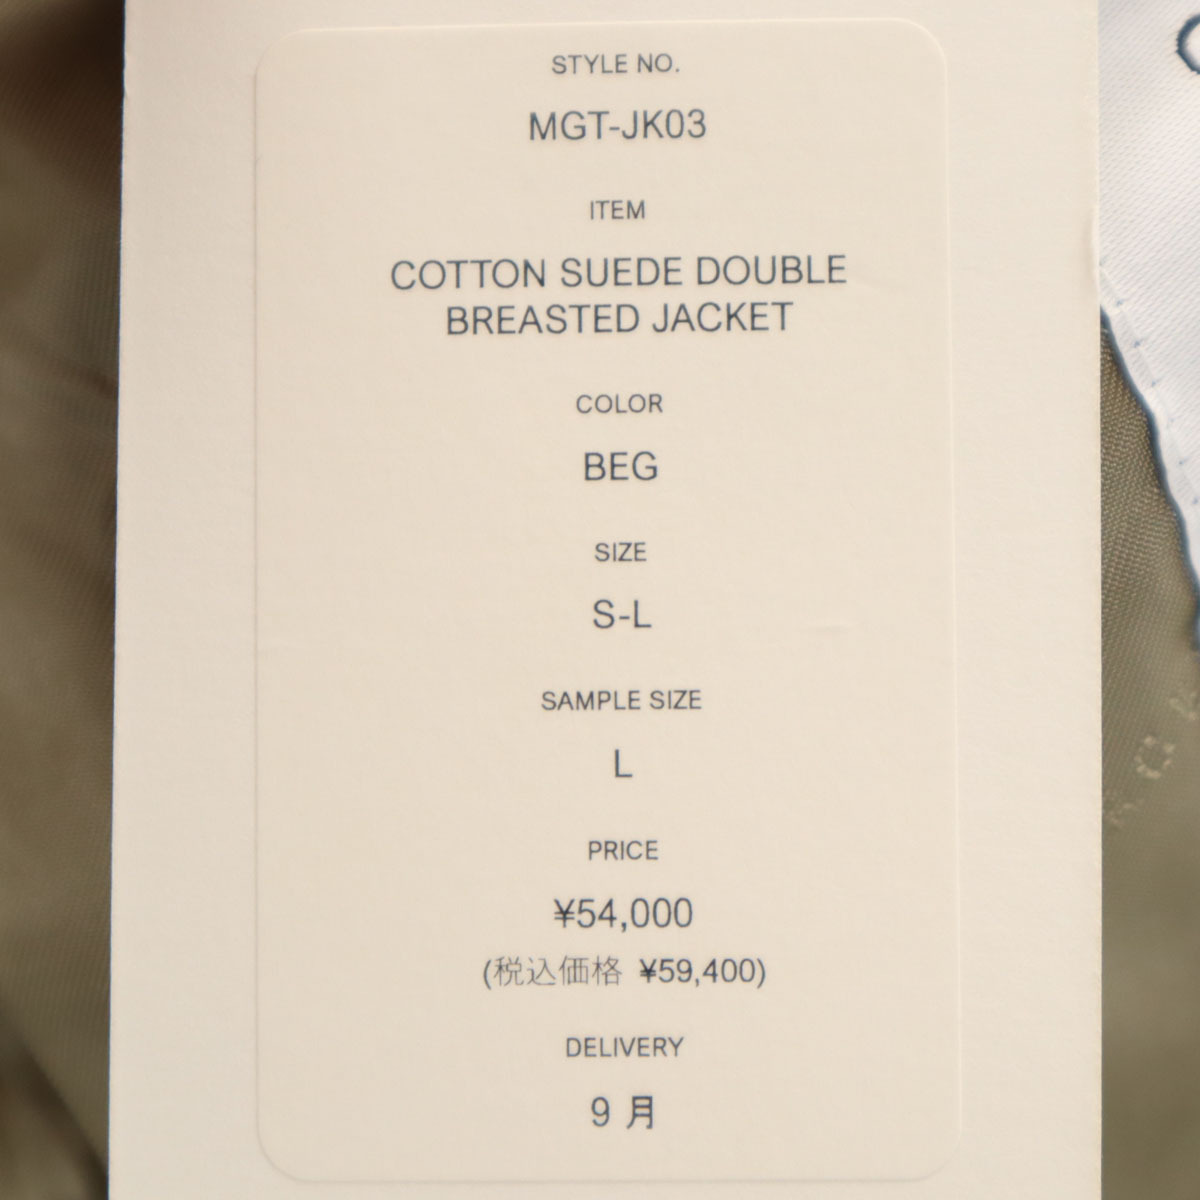 STYLE NO.
MGT-JK03
ITEM
COTTON SUEDE DOUBLE
BREASTED JACKET
COLOR
BEG
SIZE
S-L
SAMPLE SIZE
L
PRICE
¥54,000
(税込価格 ¥59,400)
DELIVERY
9 月